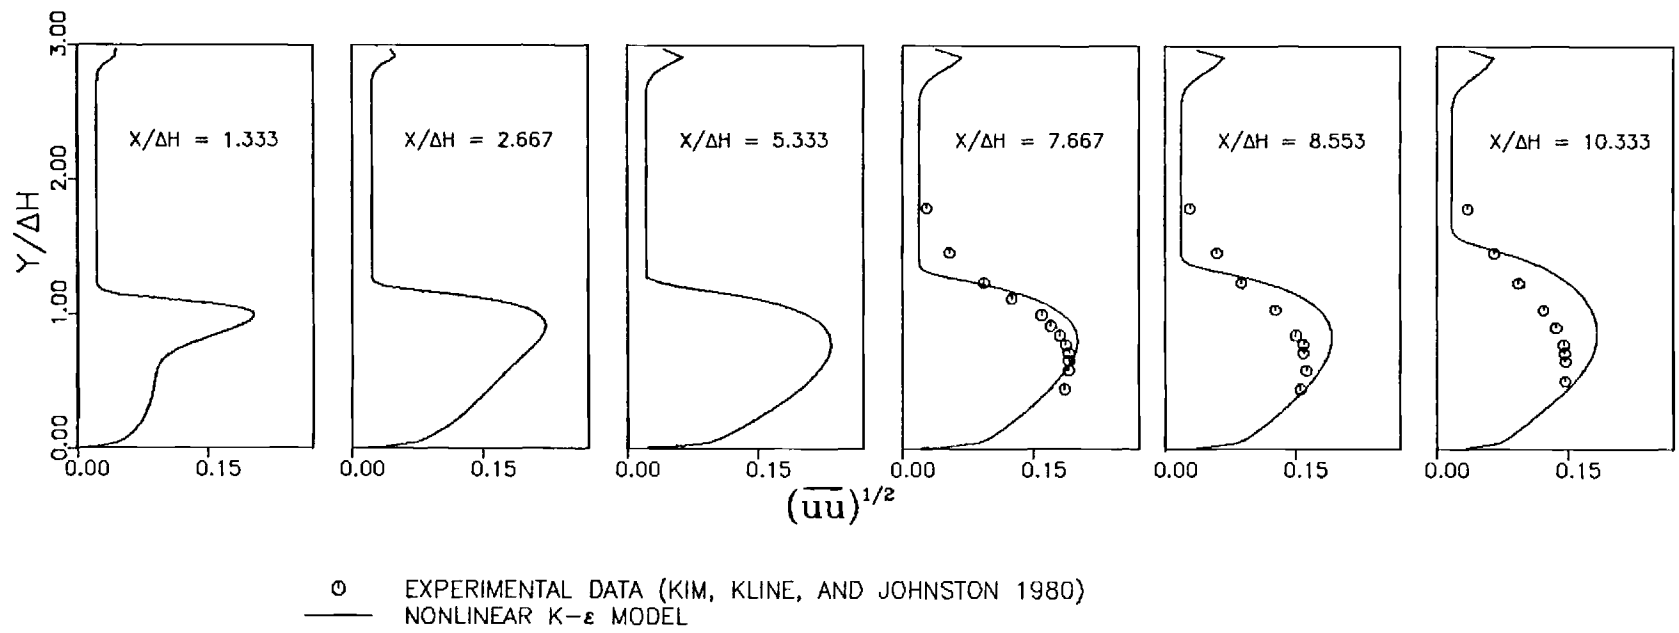 Y/ΔH
3.00
2.00
1.00
0.00
X/ΔH = 1.333
X/ΔH = 2.667
X/ΔH = 5.333
X/ΔH = 7.667
X/ΔH = 8.553
X/ΔH = 10.333
0.00 0.15
0.00 0.15
0.00 0.15
0.00 0.15
0.00 0.15
0.00 0.15
(u̅u̅)^1/2
EXPERIMENTAL DATA (KIM, KLINE, AND JOHNSTON 1980)
NONLINEAR K-ε MODEL